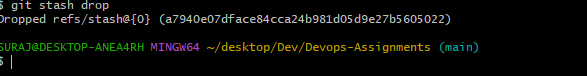 $ git stash drop
Dropped refs/stash@{0} (a7940e07dface84cca24b981d05d9e27b5605022)
SURAJ@DESKTOP-ANEA4RH MINGW64 ~/desktop/Dev/Devops-Assignments (main)
$